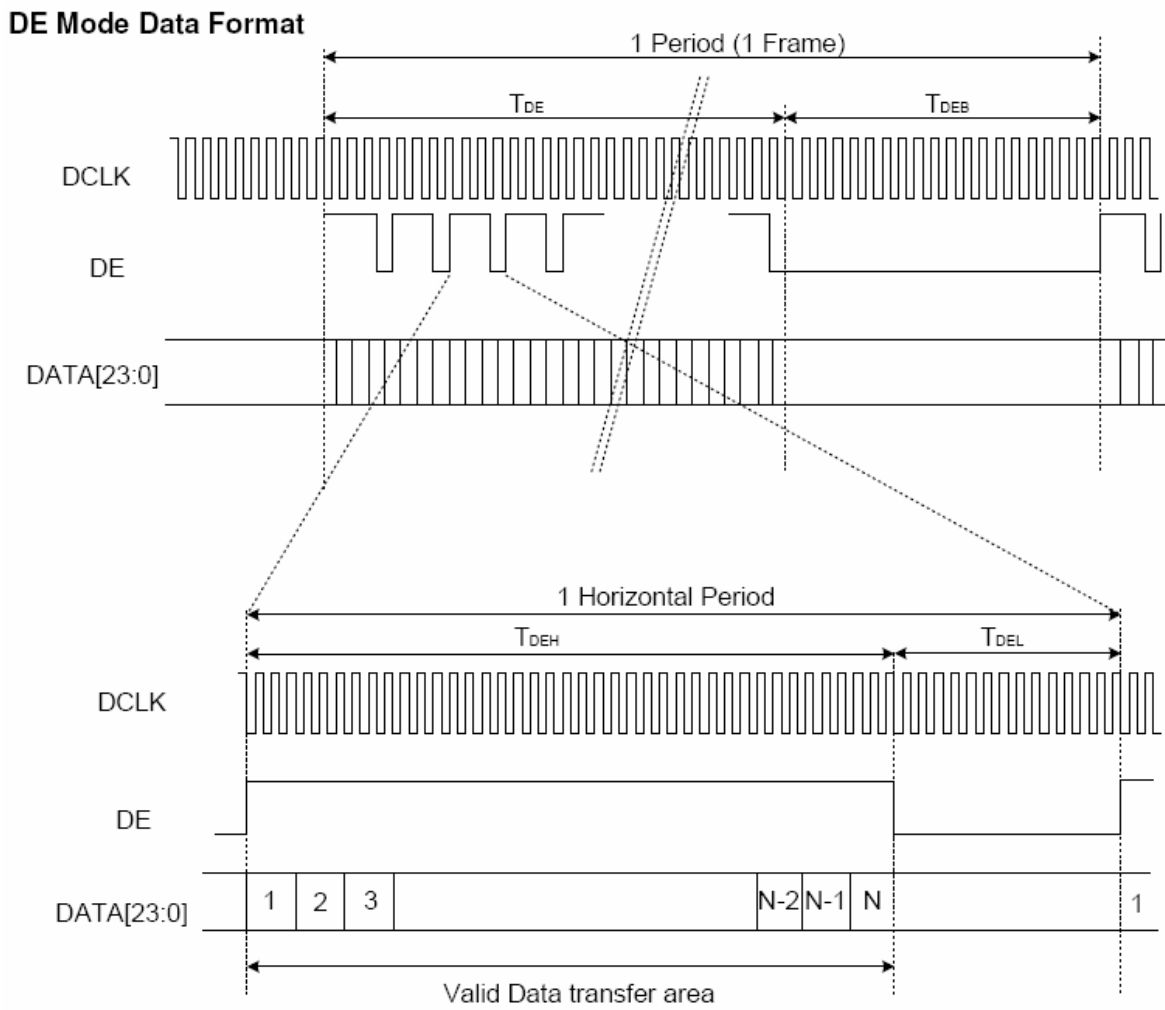 DE Mode Data Format
1 Period (1 Frame)
TDE
TDEB
DCLK
DE
DATA[23:0]
1 Horizontal Period
TDEH
TDEL
DCLK
DE
DATA[23:0]
1 2 3 N-2 N-1 N 1
Valid Data transfer area